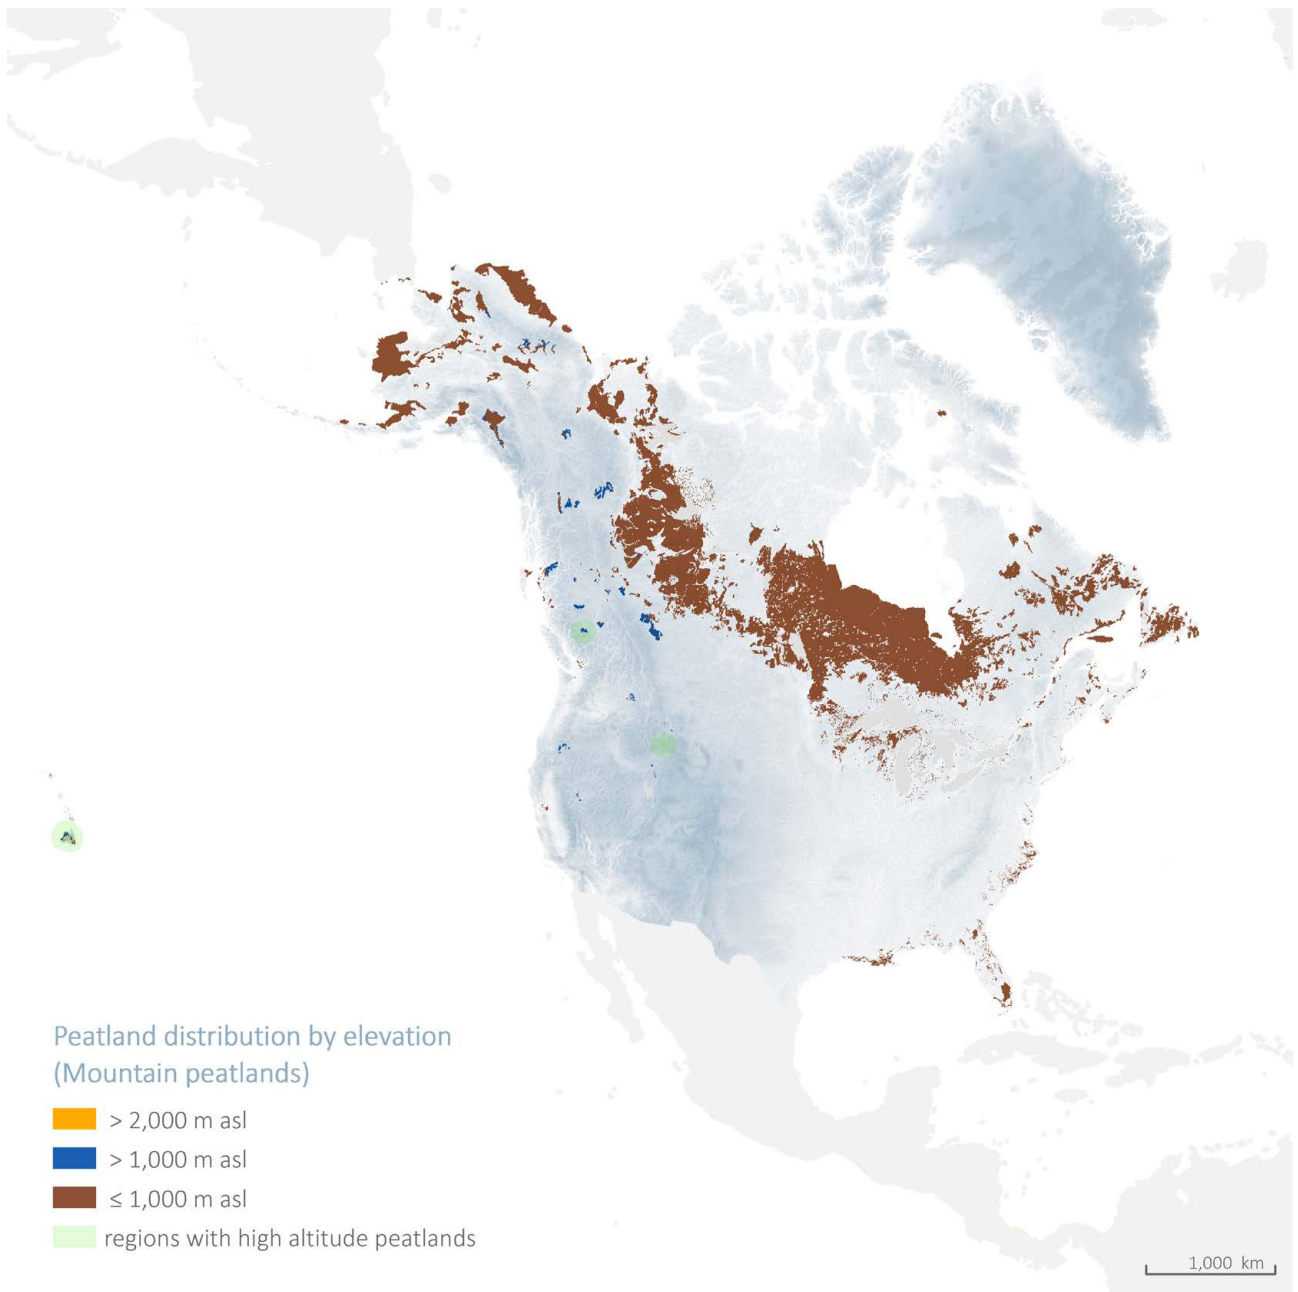 Peatland distribution by elevation
(Mountain peatlands)
> 2,000 m asl
> 1,000 m asl
≤ 1,000 m asl
regions with high altitude peatlands
1,000 km